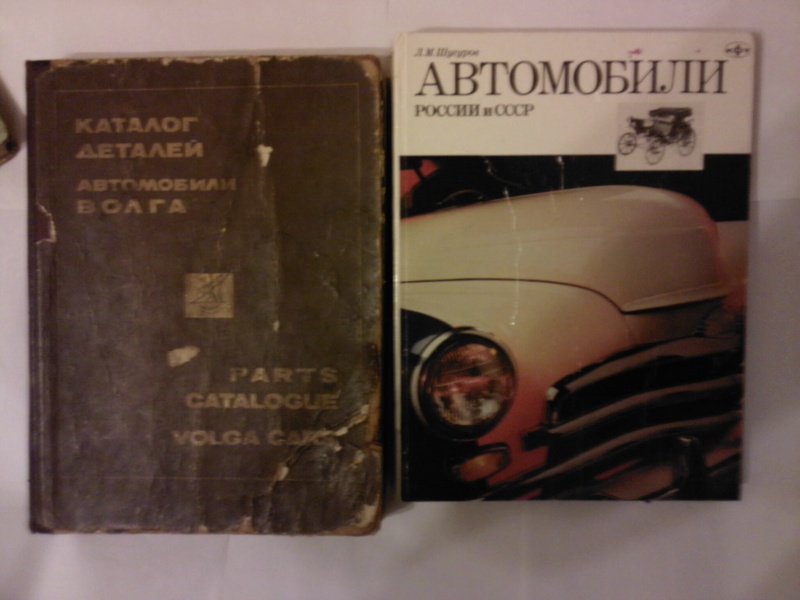 КАТАЛОГ
ДЕТАЛЕЙ
АВТОМОБИЛИ
ВОЛГА
PARTS
CATALOGUE
VOLGA CARS
Л.М.Шугуров
АВТОМОБИЛИ
РОССИИ и СССР